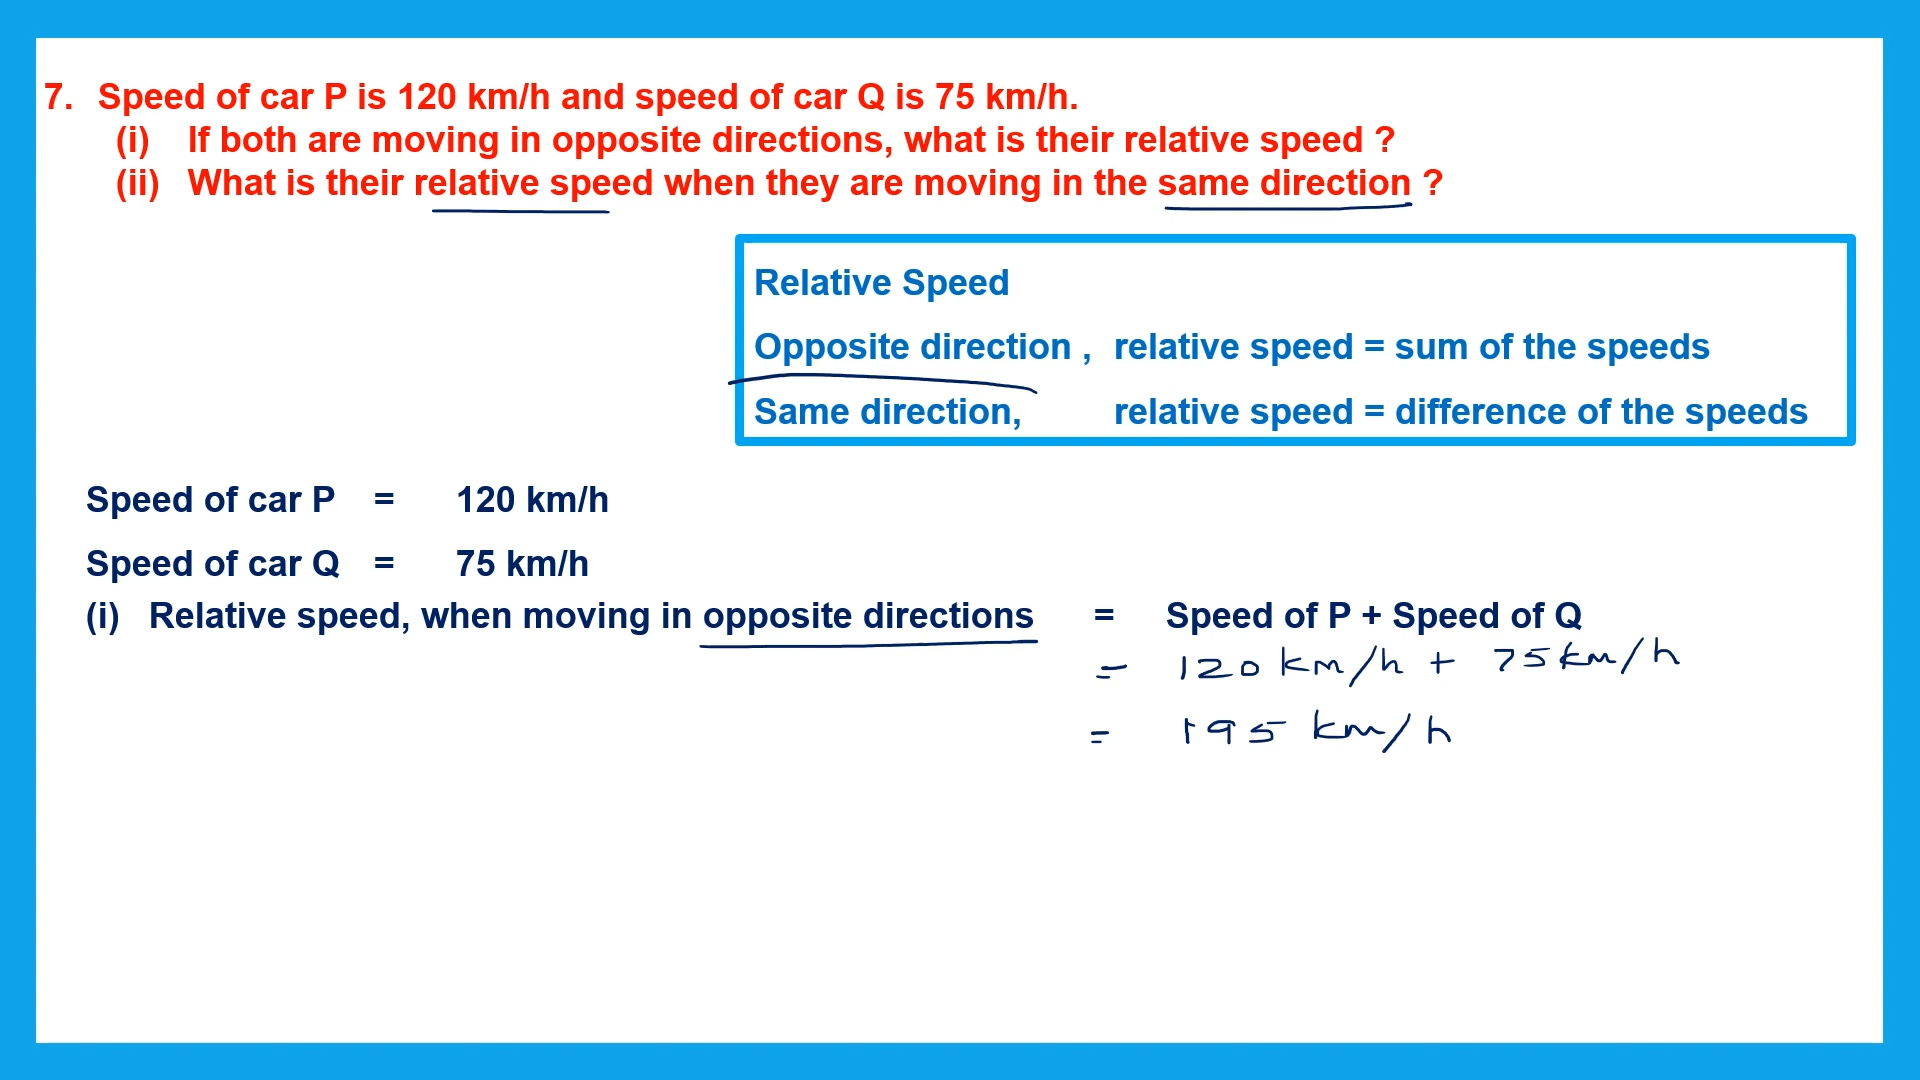 7. Speed of car P is 120 km/h and speed of car Q is 75 km/h.
(i) If both are moving in opposite directions, what is their relative speed ?
(ii) What is their relative speed when they are moving in the same direction ?
Relative Speed
Opposite direction , relative speed = sum of the speeds
Same direction, relative speed = difference of the speeds
Speed of car P = 120 km/h
Speed of car Q = 75 km/h
(i) Relative speed, when moving in opposite directions = Speed of P + Speed of Q
= 120 km/h + 75 km/h
= 195 km/h